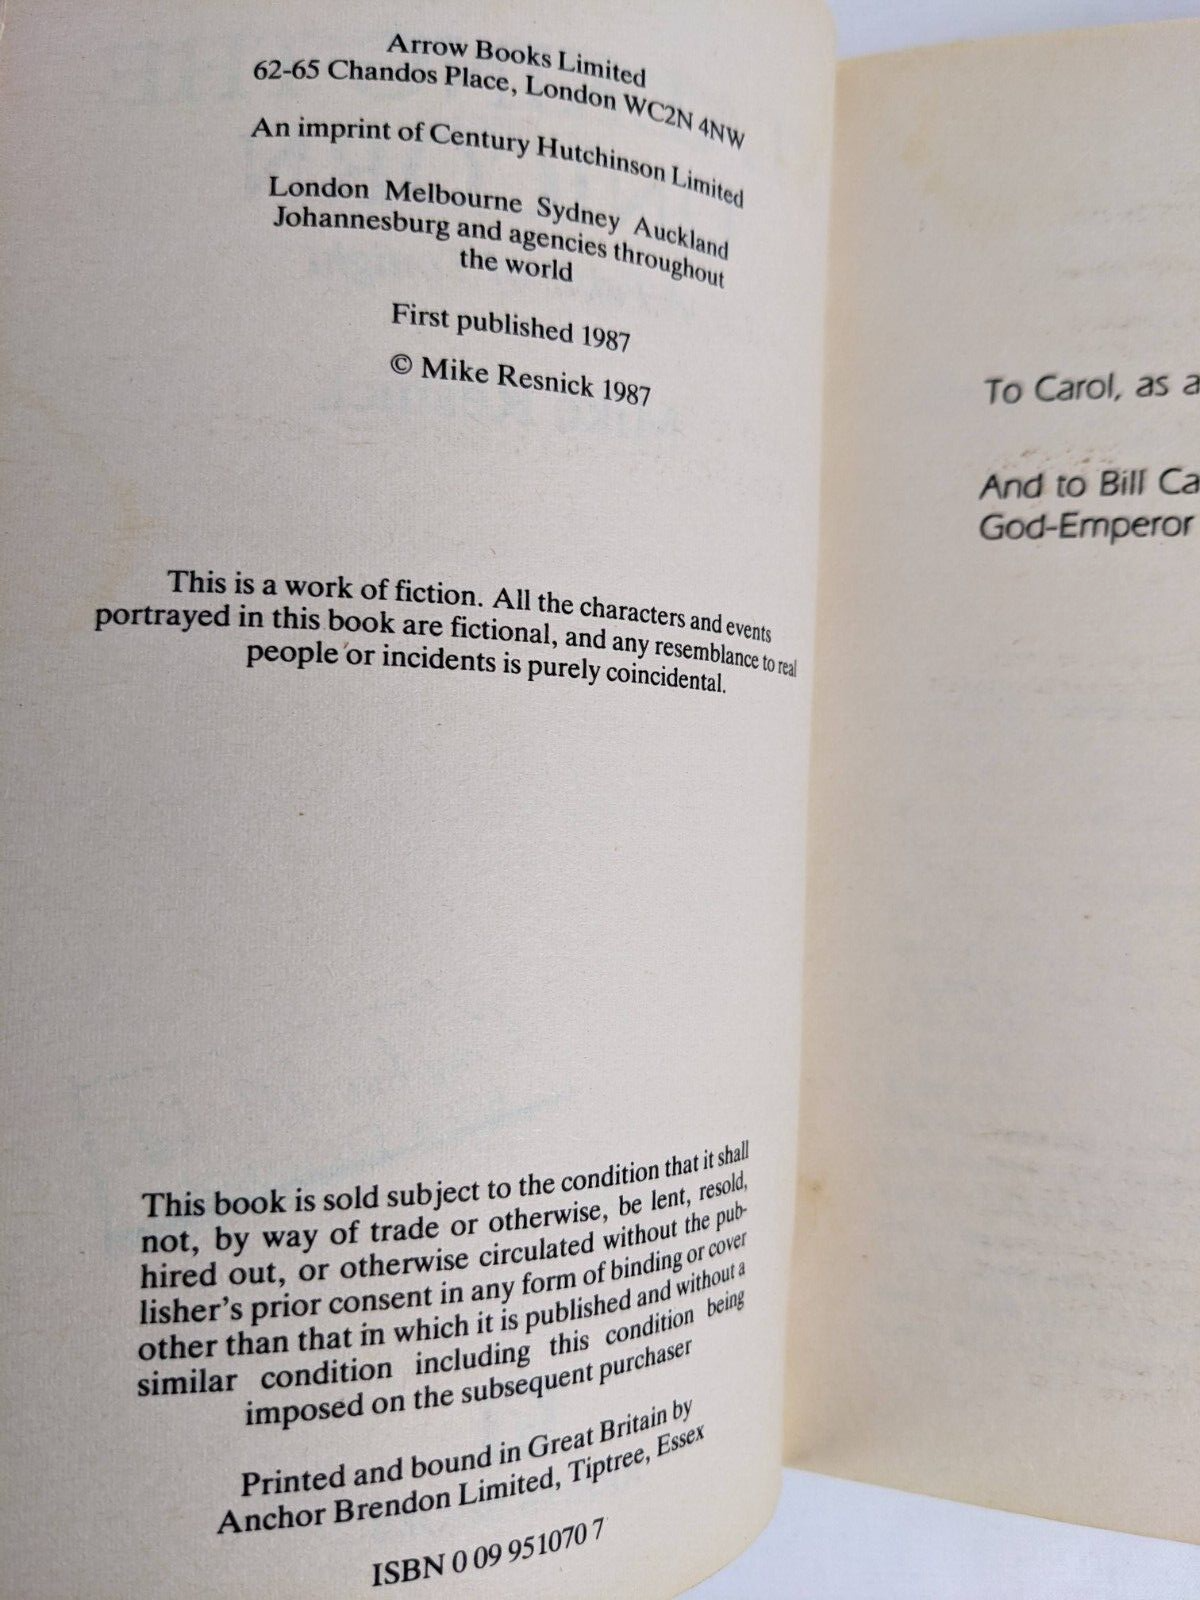 Arrow Books Limited
62-65 Chandos Place, London WC2N 4NW
An imprint of Century Hutchinson Limited
London Melbourne Sydney Auckland
Johannesburg and agencies throughout
the world
First published 1987
© Mike Resnick 1987
This is a work of fiction. All the characters and events
portrayed in this book are fictional, and any resemblance to real
people or incidents is purely coincidental.
This book is sold subject to the condition that it shall
not, by way of trade or otherwise, be lent, resold,
hired out, or otherwise circulated without the pub-
lisher's prior consent in any form of binding or cover
other than that in which it is published and without a
similar condition including this condition being
imposed on the subsequent purchaser
Printed and bound in Great Britain by
Anchor Brendon Limited, Tiptree, Essex
ISBN 0 09 951070 7
To Carol, as a
And to Bill Ca
God-Emperor